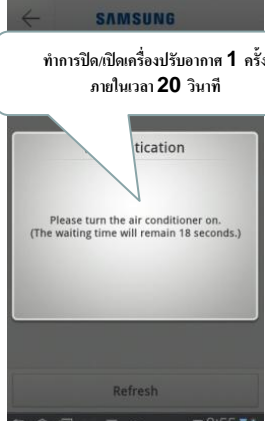 SAMSUNG
ทำการปิด/เปิดเครื่องปรับอากาศ 1 ครั้ง
ภายในเวลา 20 วินาที
tication
Please turn the air conditioner on.
(The waiting time will remain 18 seconds.)
Refresh